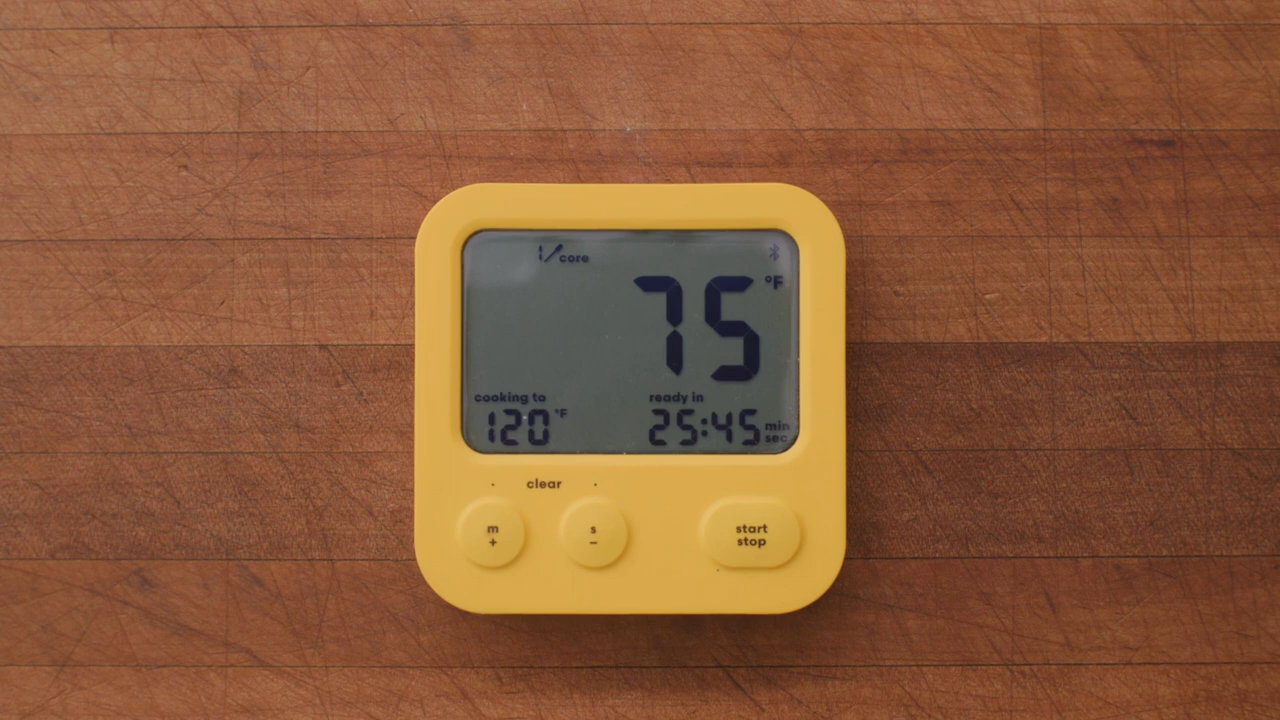 1/core
75 °F
cooking to
ready in
120 °F
25:45 min sec
clear
m
+
s
–
start
stop